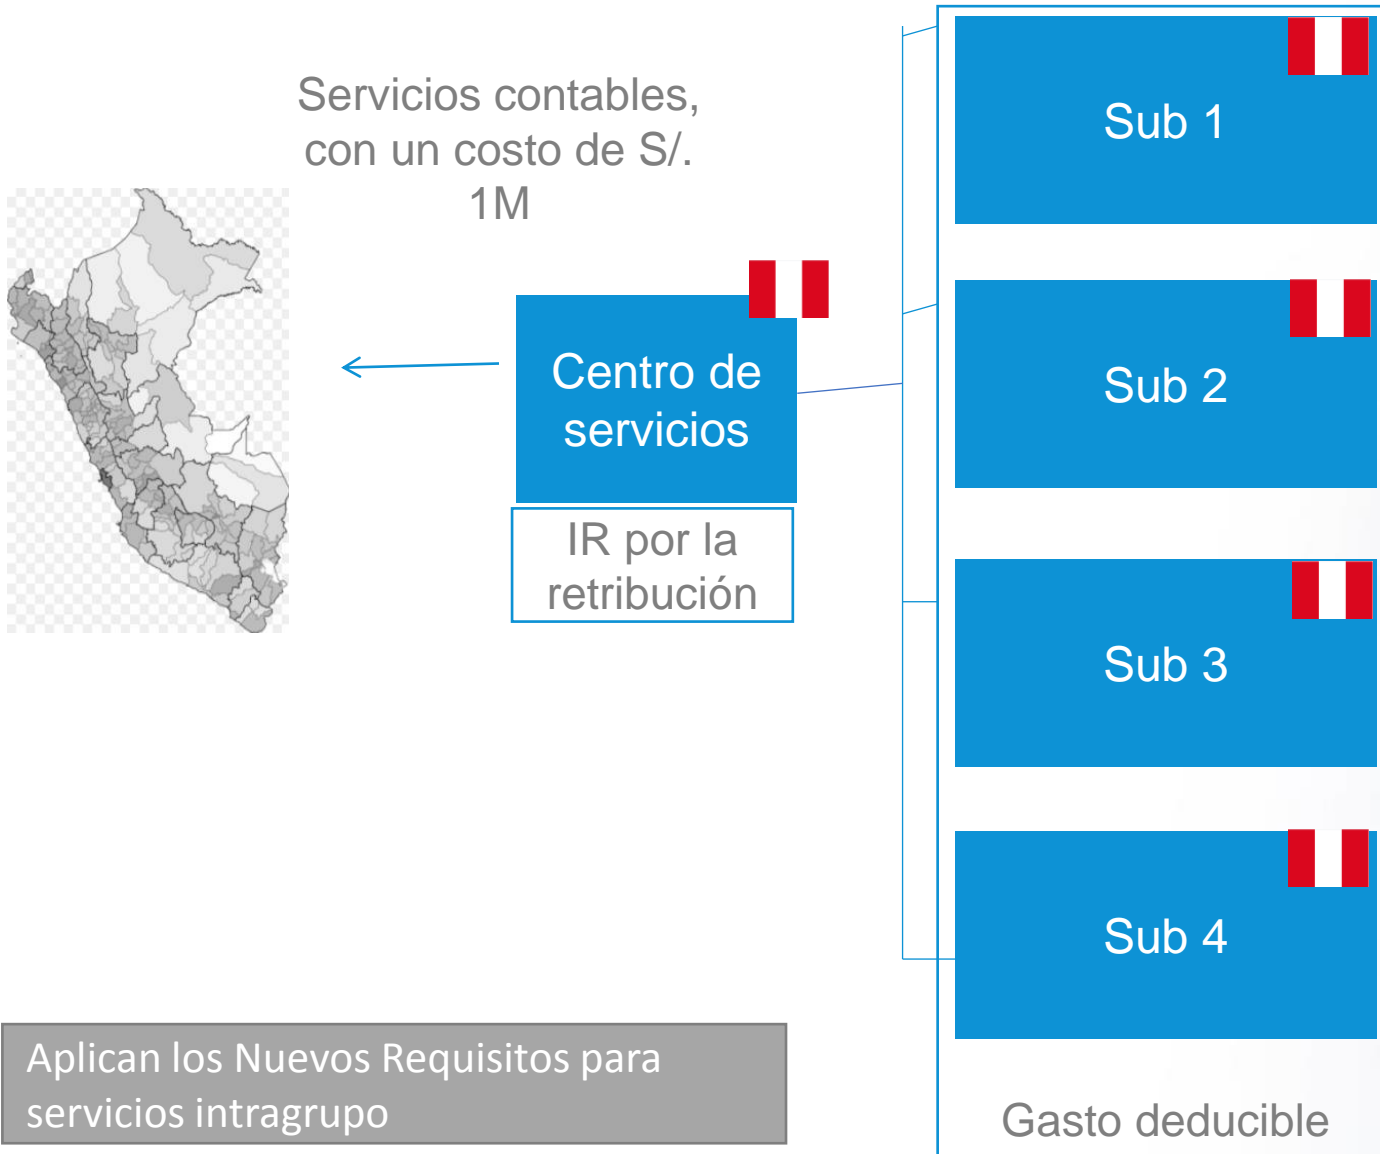 Servicios contables,
con un costo de S/.
1M
Centro de
servicios
IR por la
retribución
Sub 1
Sub 2
Sub 3
Sub 4
Gasto deducible
Aplican los Nuevos Requisitos para
servicios intragrupo